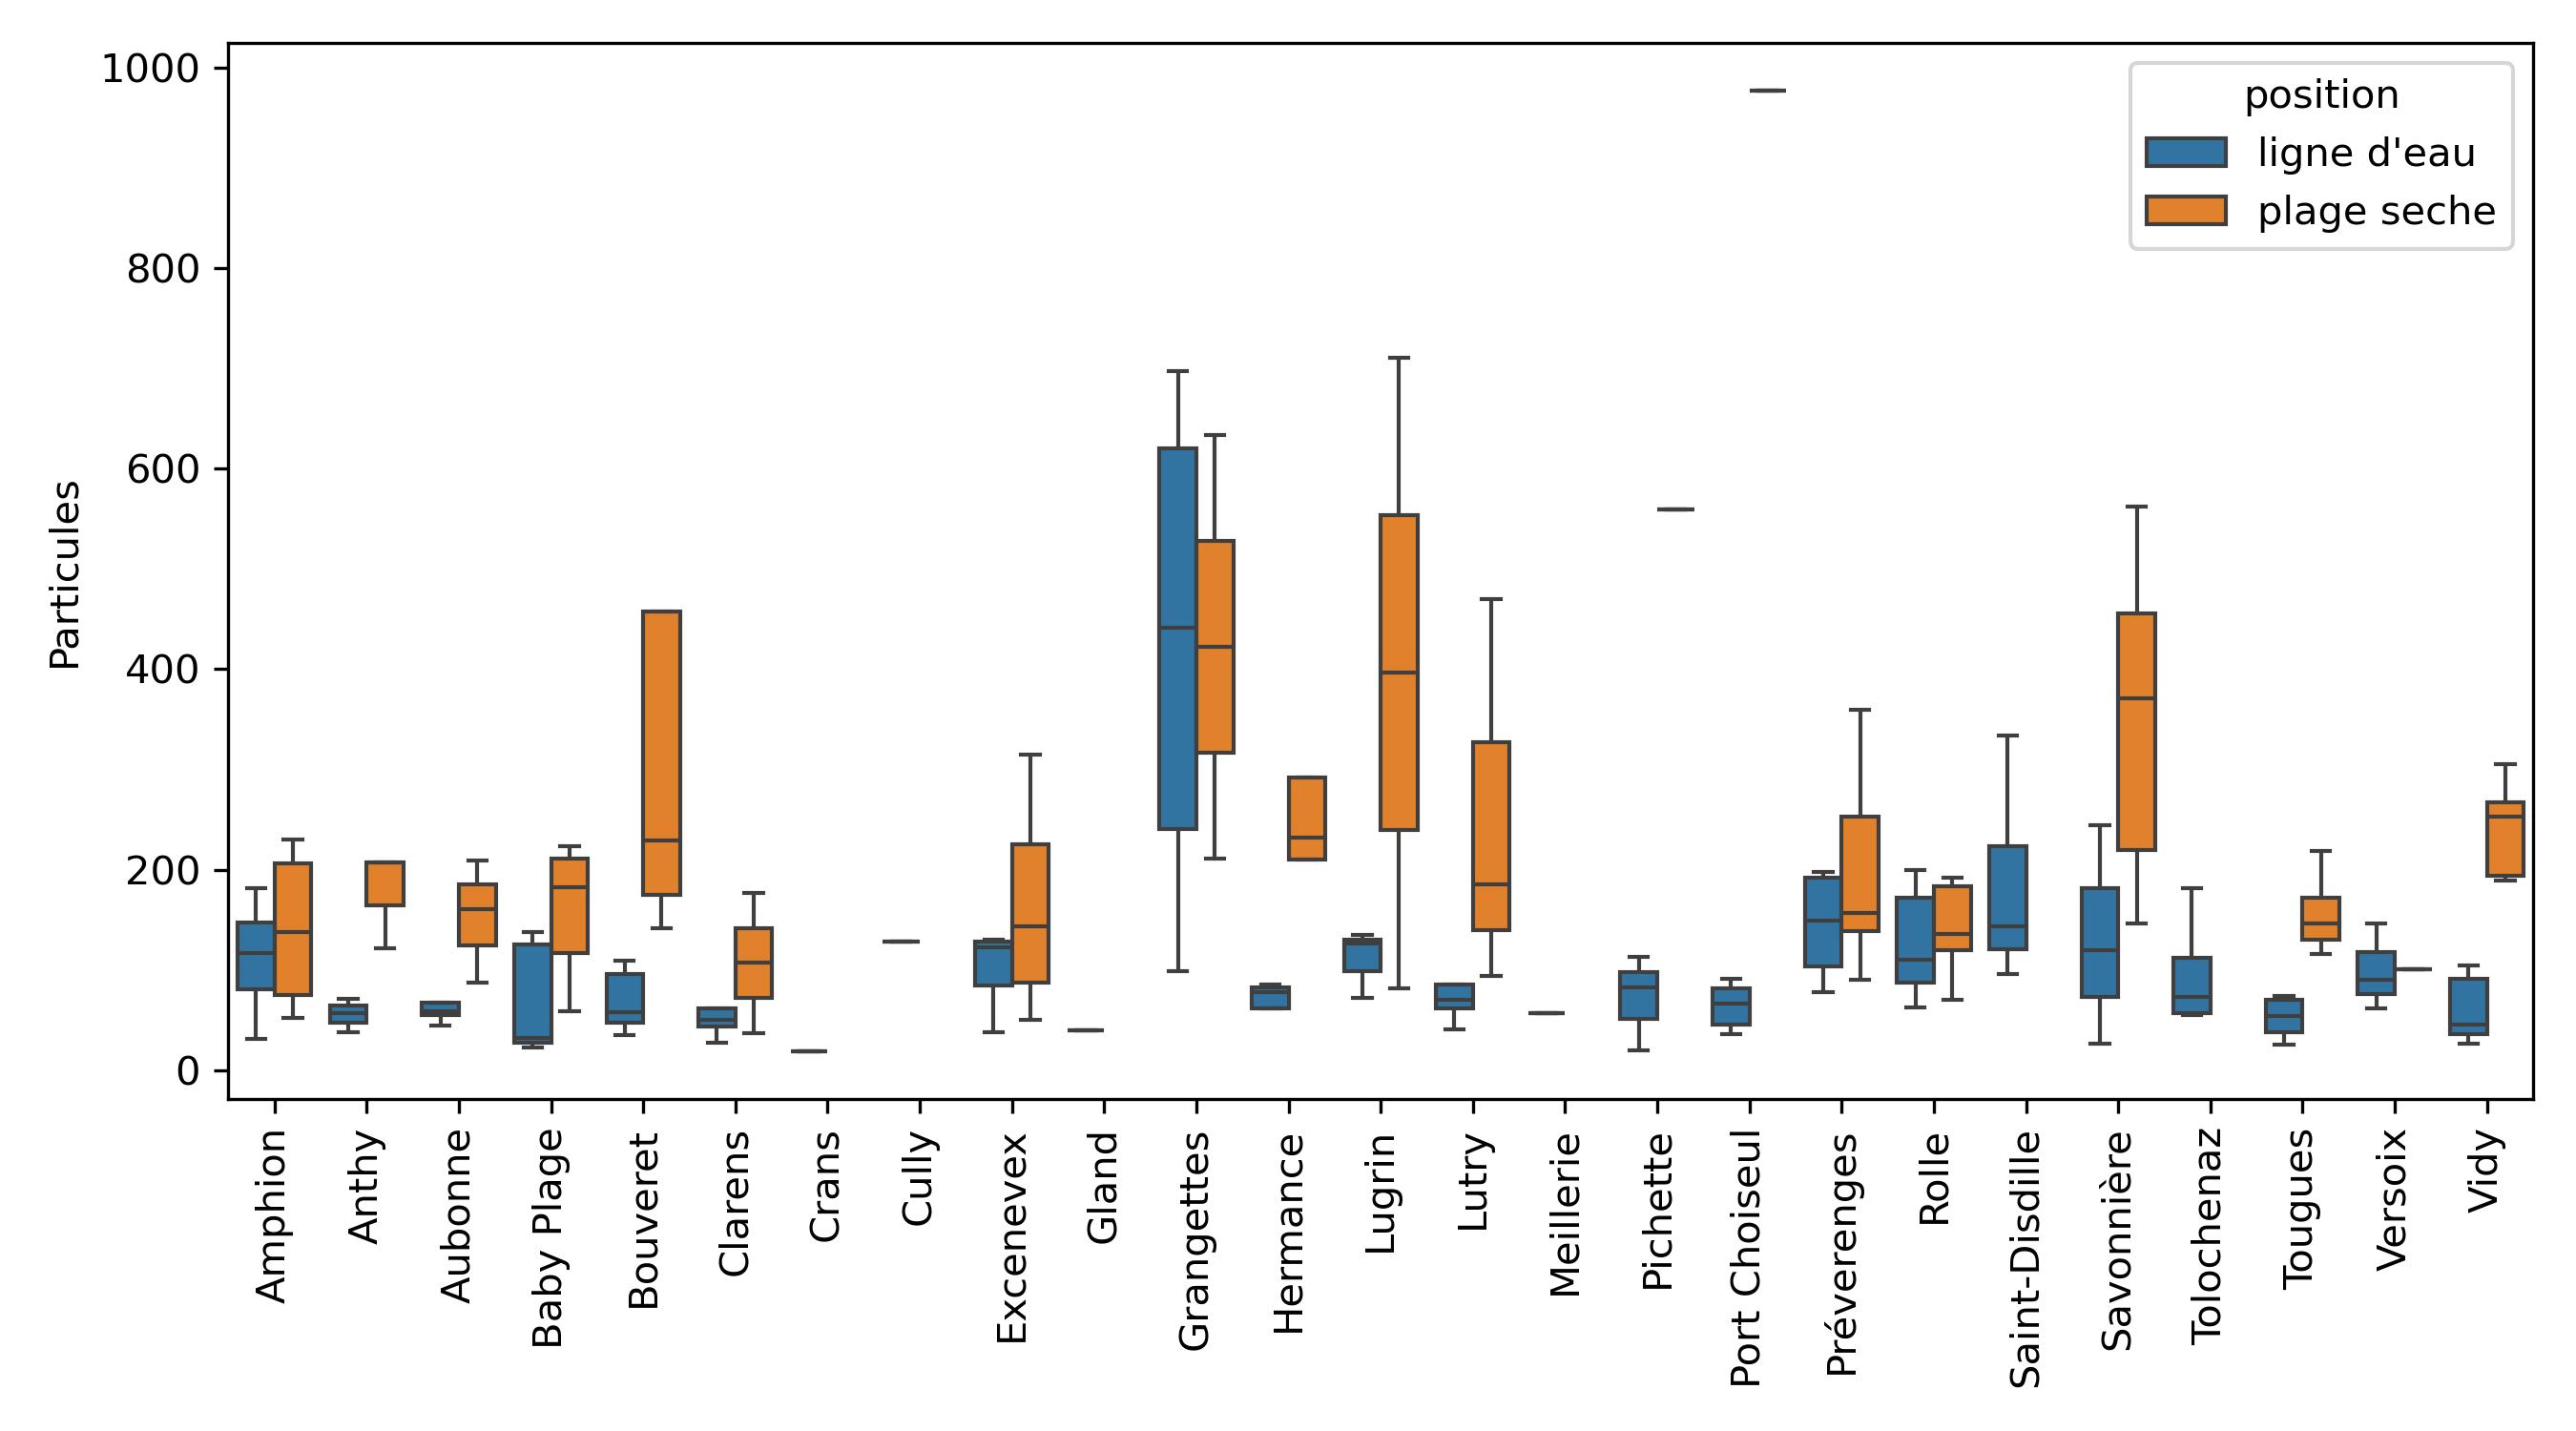 Particules
1000
800
600
400
200
0
position
ligne d'eau
plage seche
Amphion
Anthy
Aubonne
Baby Plage
Bouveret
Clarens
Crans
Cully
Excenevex
Gland
Grangettes
Hermance
Lugrin
Lutry
Meillerie
Pichette
Port Choiseul
Préverenges
Rolle
Saint-Disdille
Savonnière
Tolochenaz
Tougues
Versoix
Vidy